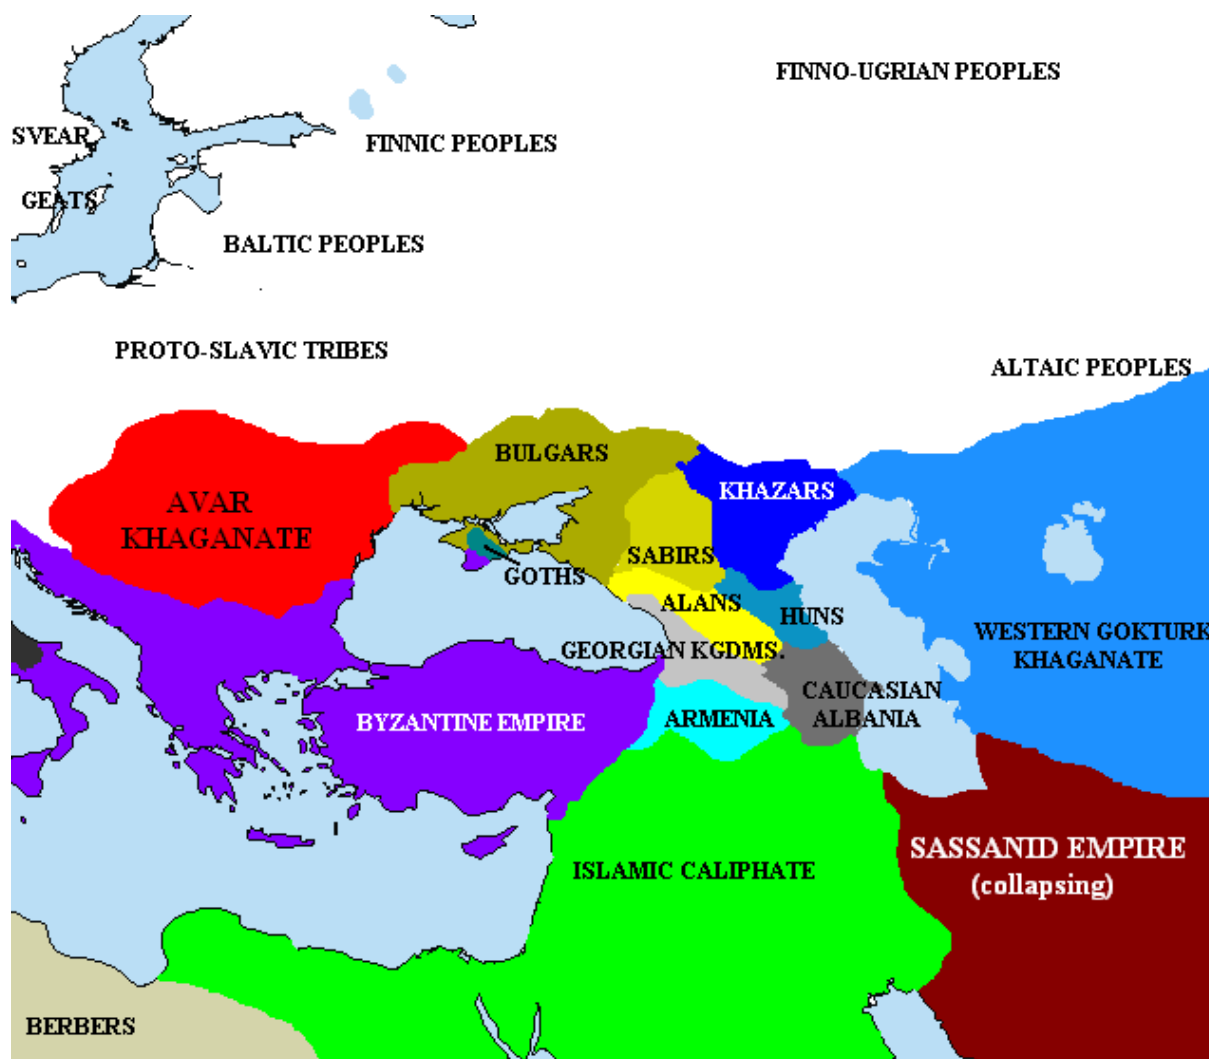 FINNO-UGRIAN PEOPLES
SVEAR
FINNIC PEOPLES
GEATS
BALTIC PEOPLES
PROTO-SLAVIC TRIBES
ALTAIC PEOPLES
BULGARS
AVAR
KHAGANATE
KHAZARS
SABIRS
GOTHS
ALANS
HUNS
GEORGIAN KGDMS.
WESTERN GOKTURK
KHAGANATE
CAUCASIAN
ALBANIA
BYZANTINE EMPIRE
ARMENIA
SASSANID EMPIRE
(collapsing)
ISLAMIC CALIPHATE
BERBERS